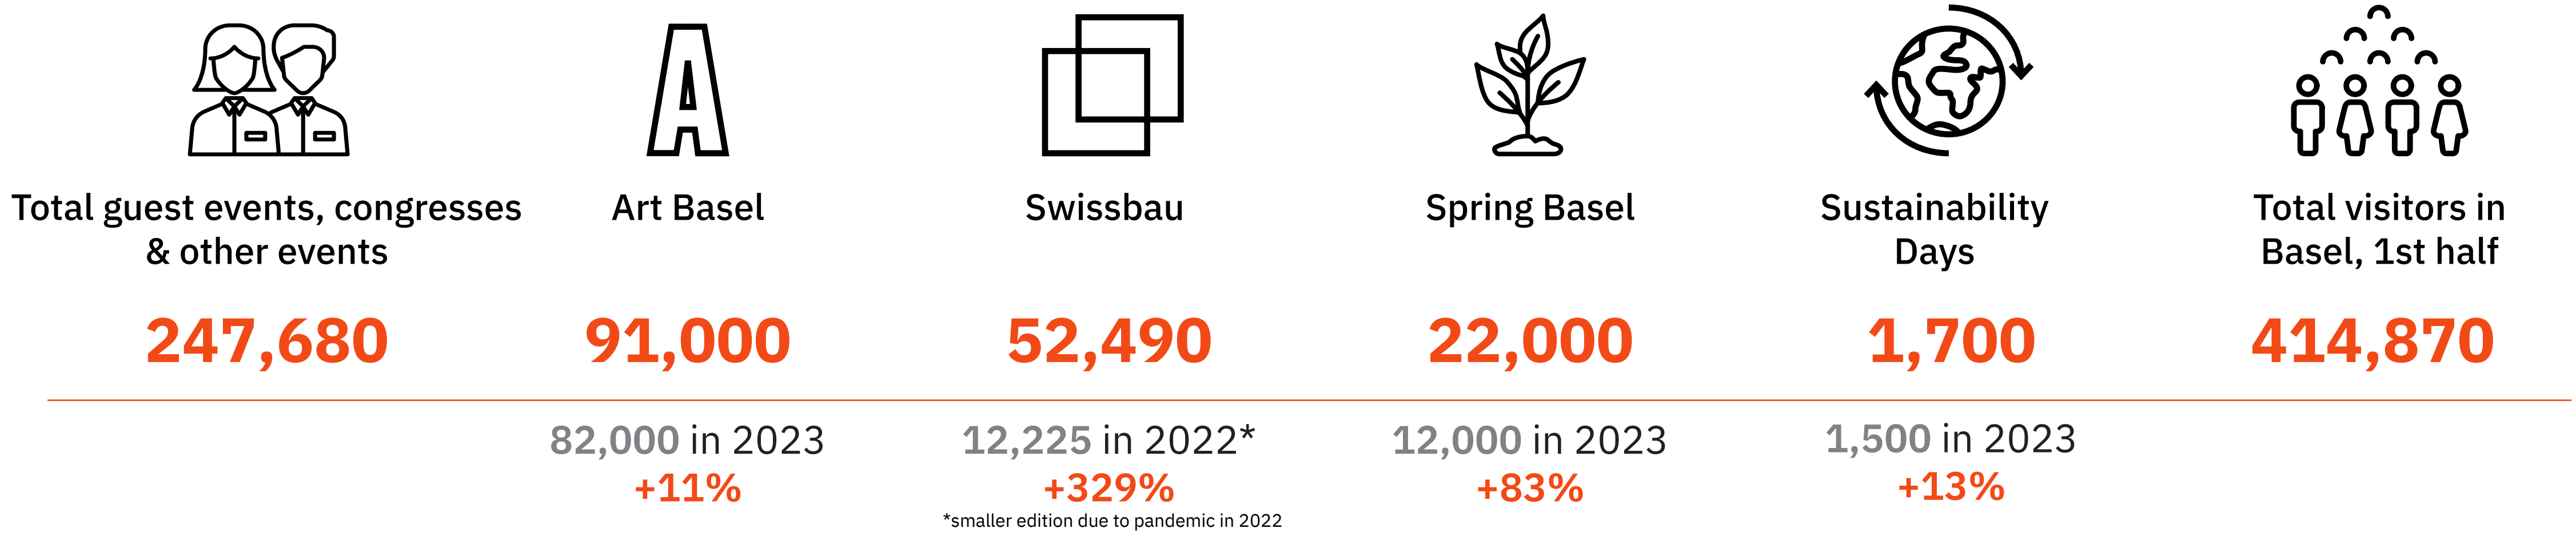 Total guest events, congresses
& other events
247,680
Art Basel
91,000
82,000 in 2023
+11%
Swissbau
52,490
12,225 in 2022*
+329%
*smaller edition due to pandemic in 2022
Spring Basel
22,000
12,000 in 2023
+83%
Sustainability
Days
1,700
1,500 in 2023
+13%
Total visitors in
Basel, 1st half
414,870